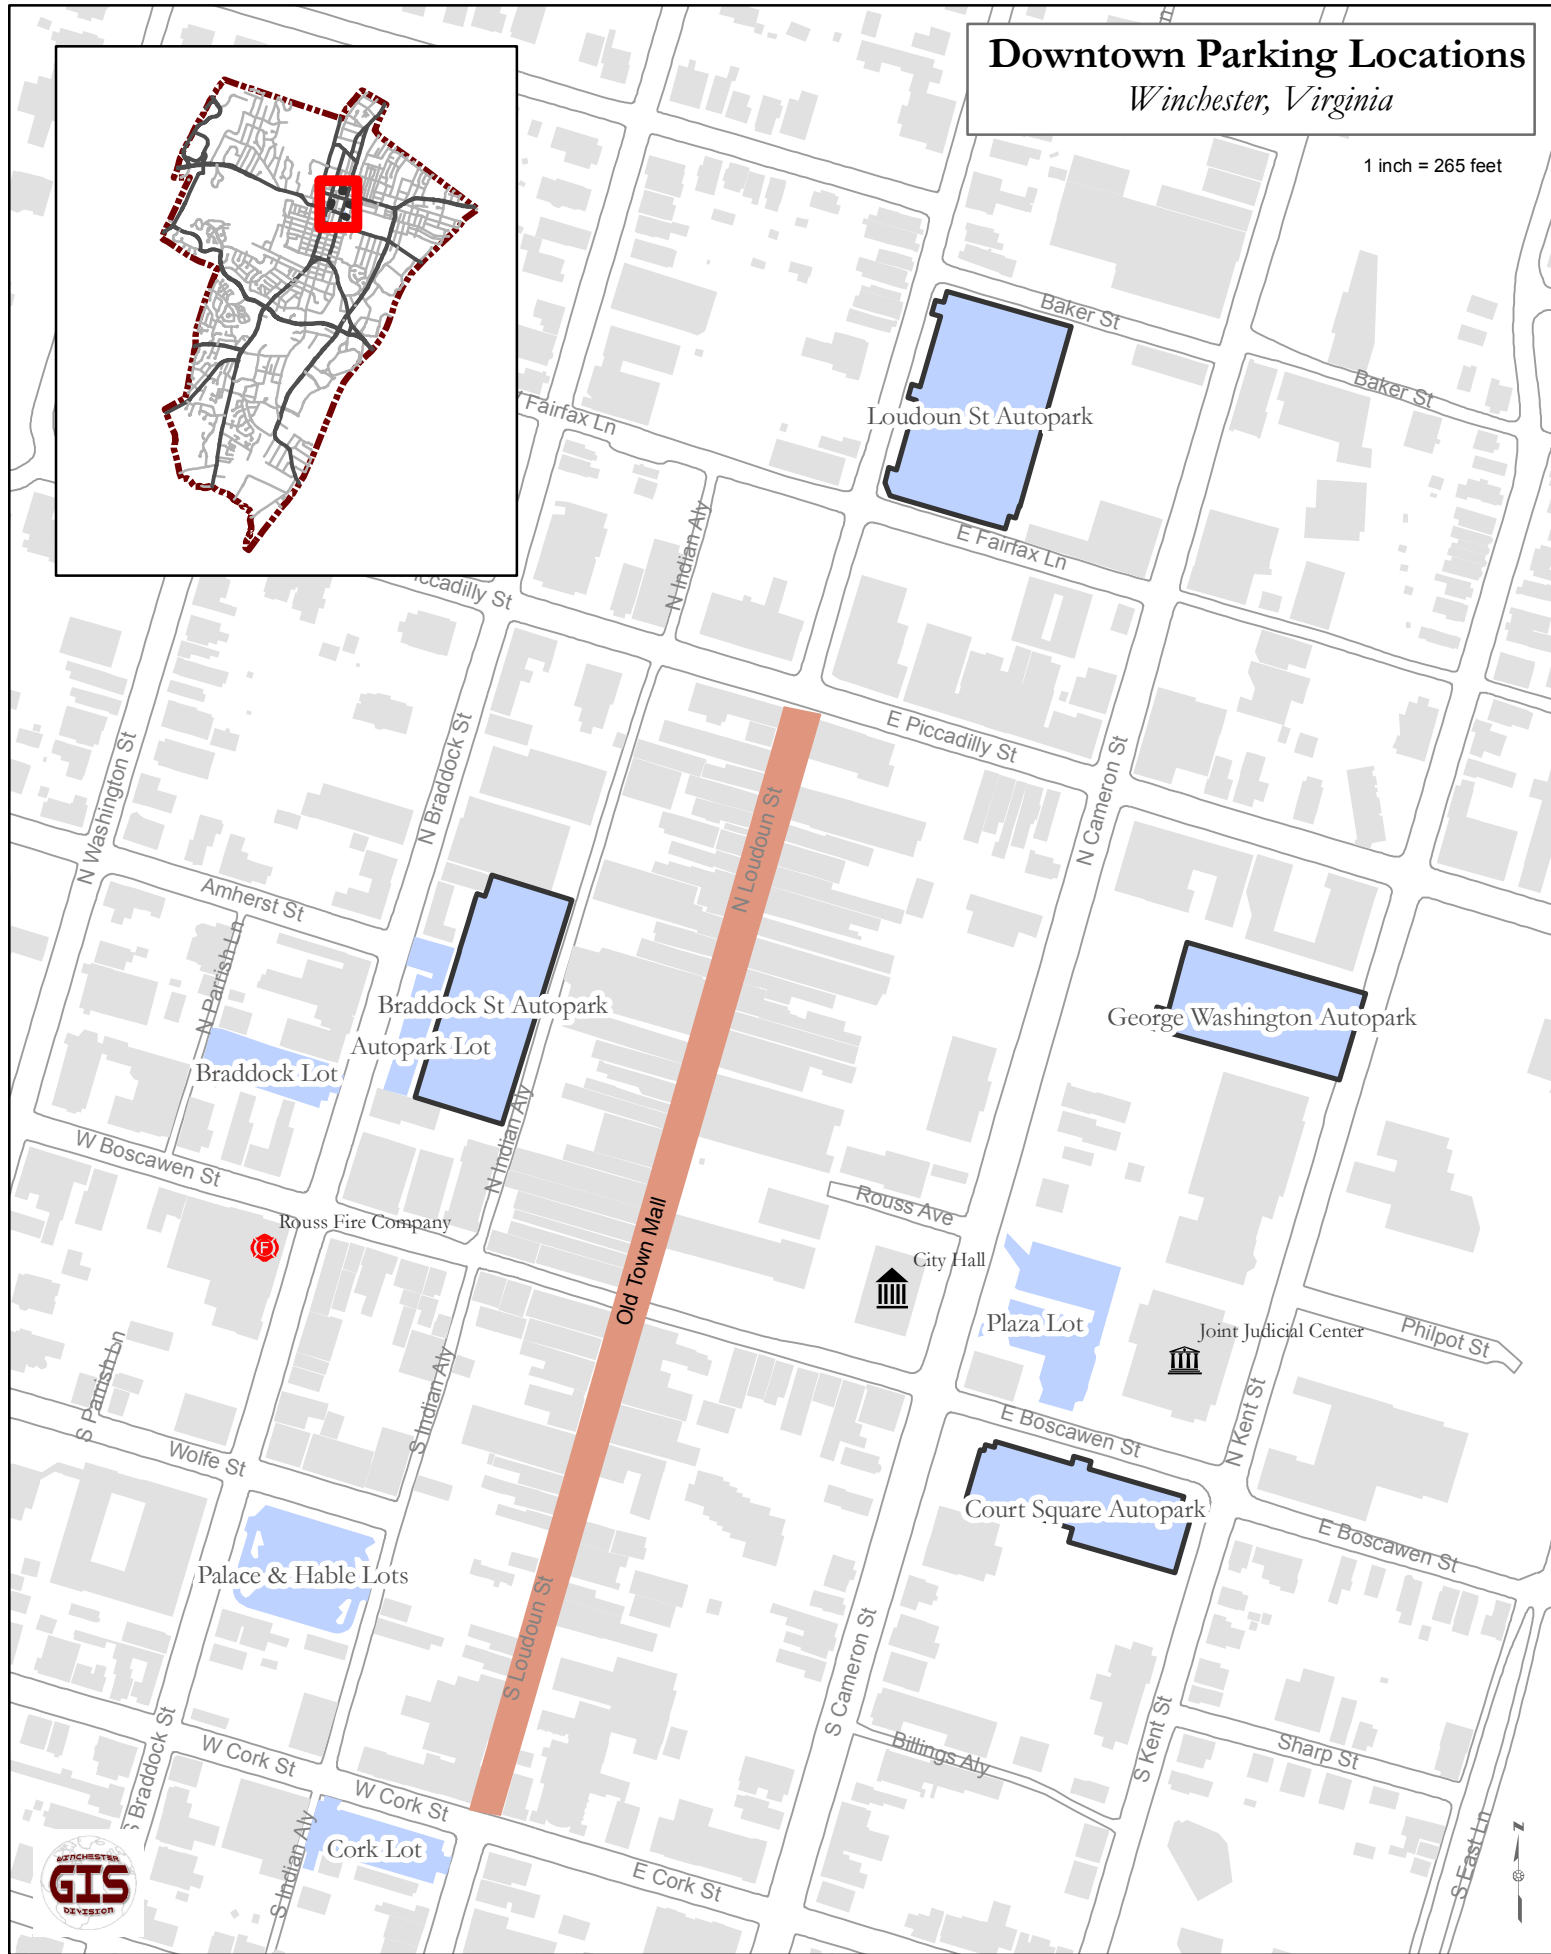 Downtown Parking Locations
Winchester, Virginia
1 inch = 265 feet
Baker St
Baker St
Loudoun St Autopark
Fairfax Ln
E Fairfax Ln
N Indian Aly
St
E Piccadilly St
N Washington St
N Braddock St
N Loudoun St
N Cameron St
Amherst St
N Parrish Ln
Braddock St Autopark
Autopark Lot
Braddock Lot
George Washington Autopark
N Indian Aly
W Boscawen St
Rouss Ave
Rouss Fire Company
F
City Hall
Old Town Mall
Plaza Lot
Joint Judicial Center
Philpot St
S Parrish Ln
S Indian Aly
N Kent St
E Boscawen St
Wolfe St
Court Square Autopark
E Boscawen St
Palace & Hable Lots
S Loudoun St
S Cameron St
S Kent St
S Braddock St
W Cork St
Billings Aly
Sharp St
W Cork St
S Indian Aly
Cork Lot
E Cork St
S East Ln
WINCHESTER
GIS
DIVISION